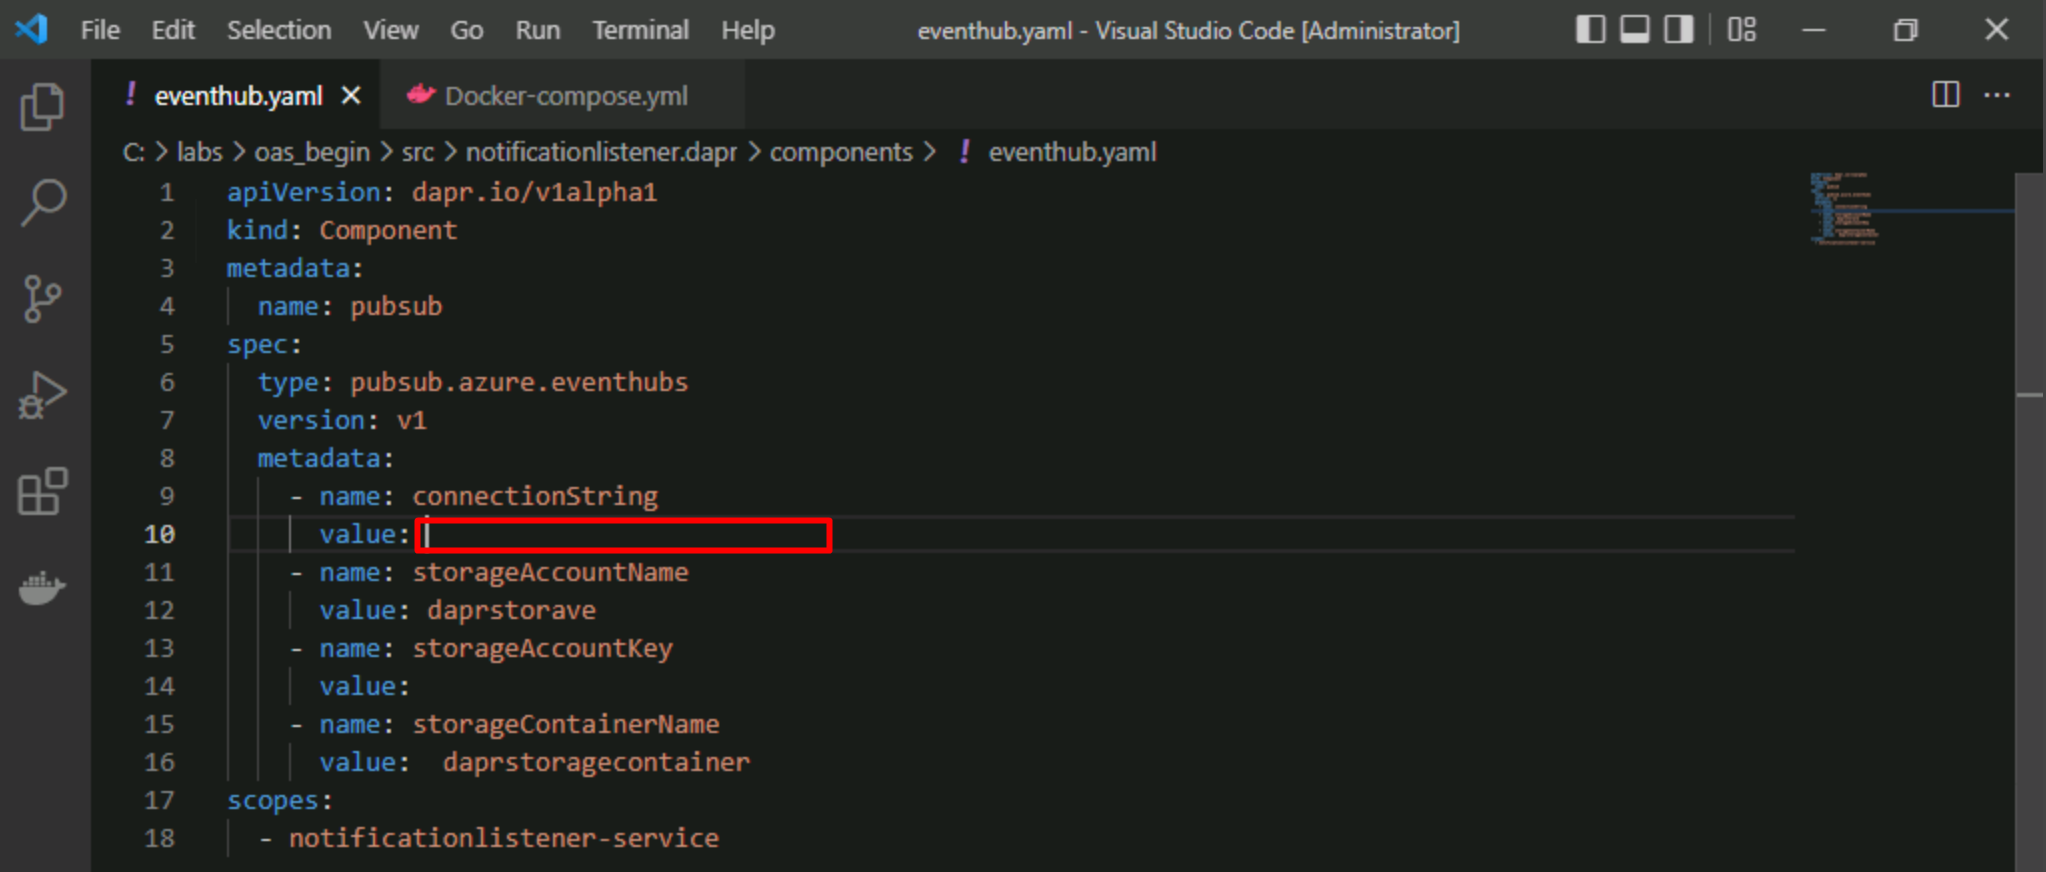 File Edit Selection View Go Run Terminal Help eventhub.yaml - Visual Studio Code [Administrator]
! eventhub.yaml Docker-compose.yml ...
C: > labs > oas_begin > src > notificationlistener.dapr > components > ! eventhub.yaml
1 apiVersion: dapr.io/v1alpha1
2 kind: Component
3 metadata:
4 name: pubsub
5 spec:
6 type: pubsub.azure.eventhubs
7 version: v1
8 metadata:
9 - name: connectionString
10 value:
11 - name: storageAccountName
12 value: daprstorave
13 - name: storageAccountKey
14 value:
15 - name: storageContainerName
16 value:  daprstoragecontainer
17 scopes:
18 - notificationlistener-service